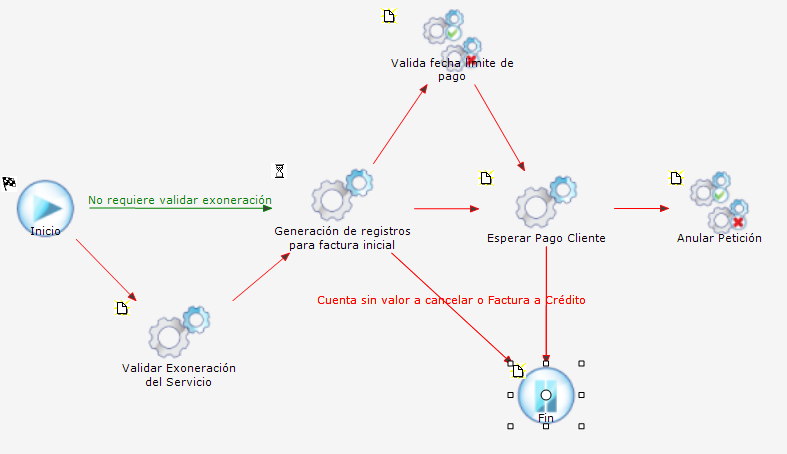 Valida fecha límite de
pago
No requiere validar exoneración
Inicio
Generación de registros
para factura inicial
Esperar Pago Cliente
Anular Petición
Cuenta sin valor a cancelar o Factura a Crédito
Validar Exoneración
del Servicio
Fin